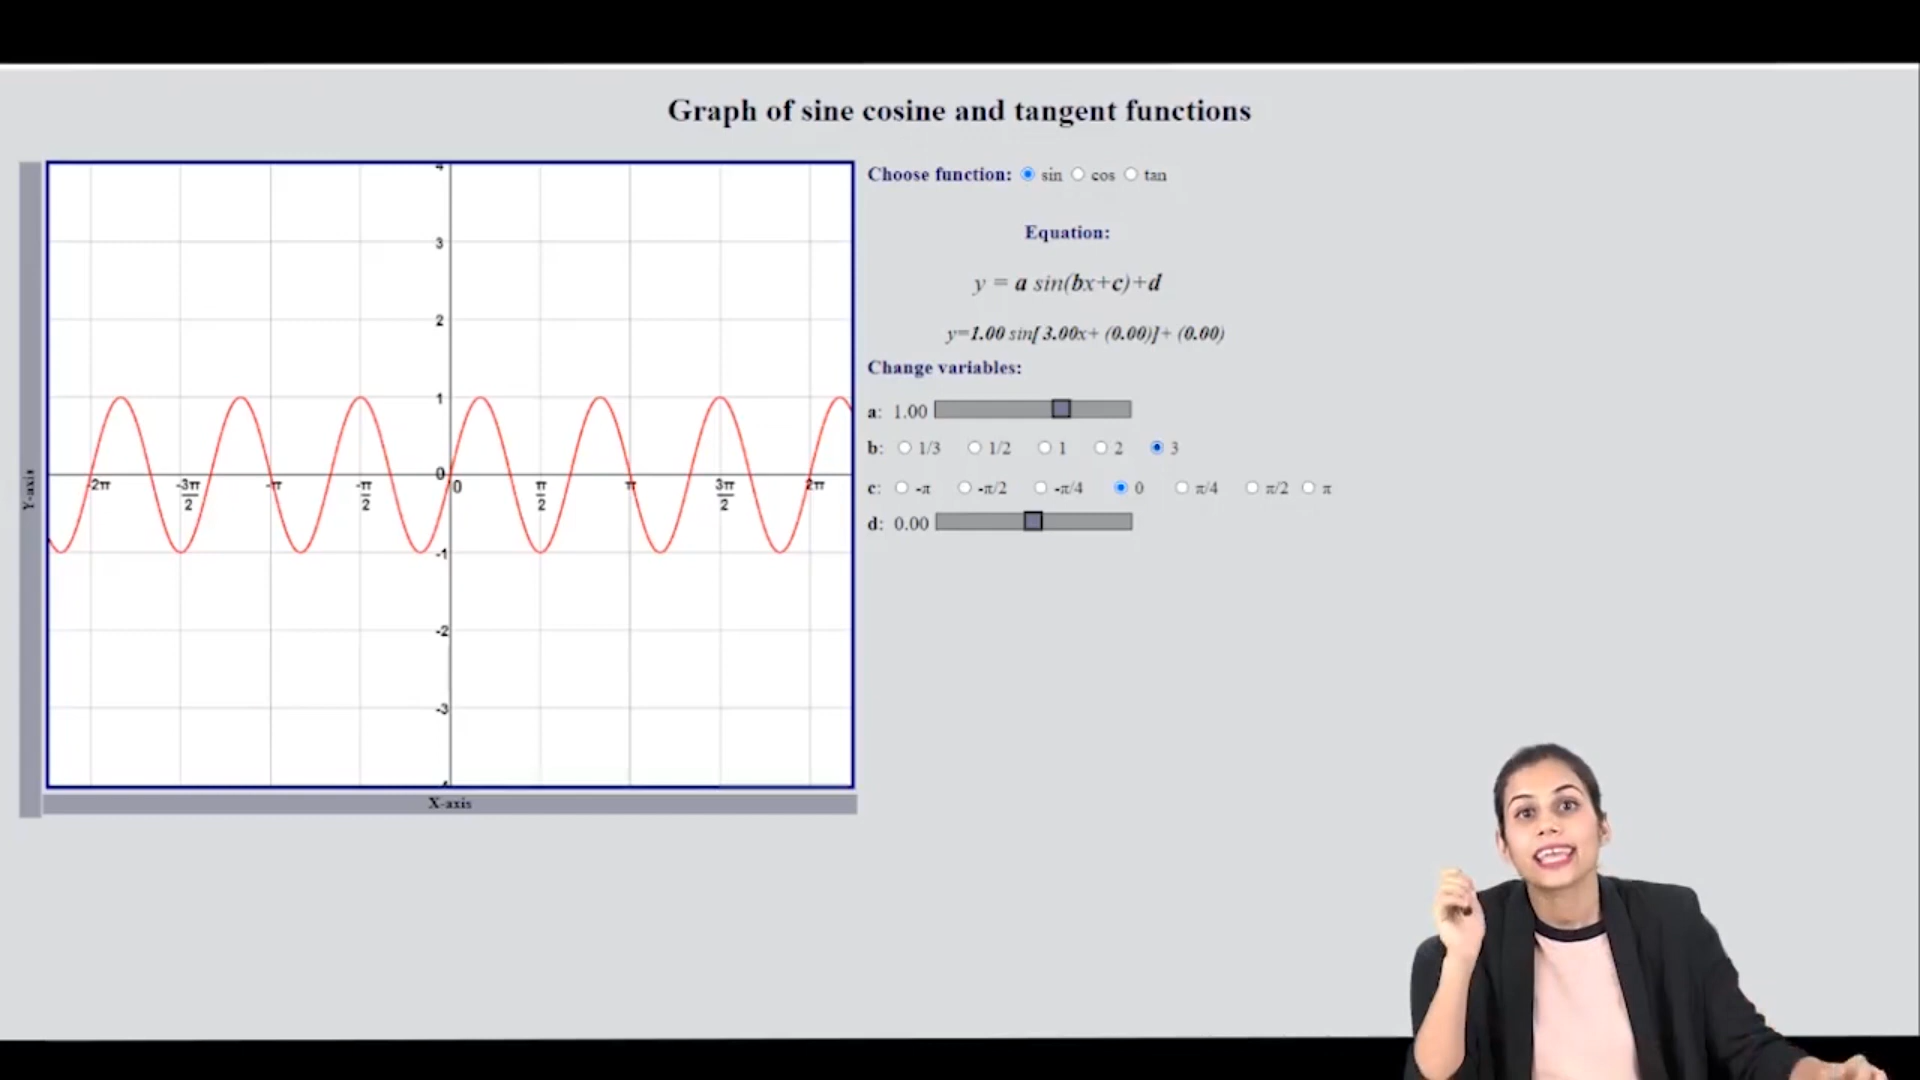 Graph of sine cosine and tangent functions
Choose function: sin cos tan
Equation:
y = a sin(bx+c)+d
y=1.00 sin[3.00x+ (0.00)]+ (0.00)
Change variables:
a: 1.00
b: 1/3 1/2 1 2 3
c: -π -π/2 -π/4 0 π/4 π/2 π
d: 0.00
4
3
2
1
0
-2π -3π/2 -π -π/2 0 π/2 π 3π/2 2π
-1
-2
-3
Y-axis
X-axis